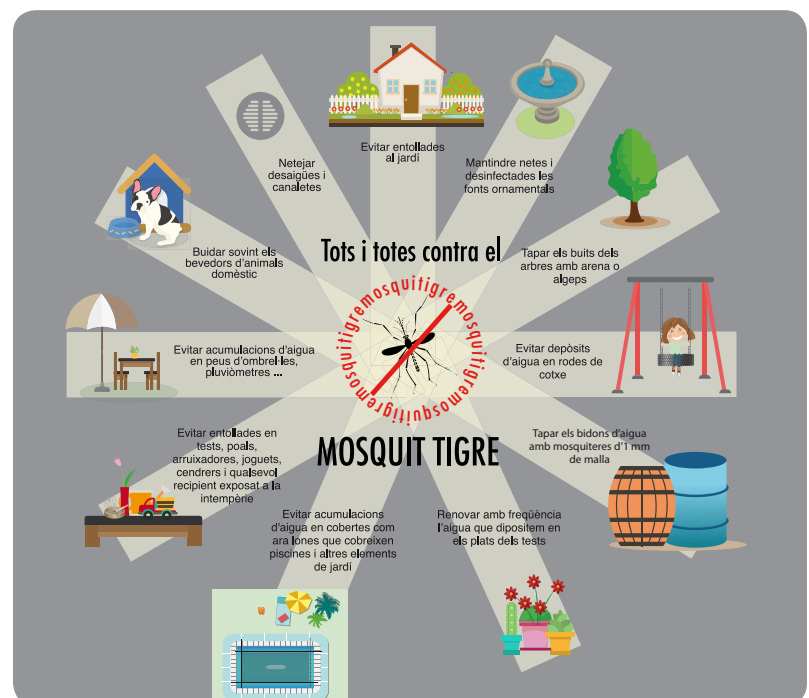 Evitar entollades
al jardí
Netejar
desaigües i
canaletes
Mantindre netes i
desinfectades les
fonts ornamentals
Buidar sovint els
bevedors d'animals
domèstic
Tots i totes contra el
Tapar els buits dels
arbres amb arena o
algeps
Evitar acumulacions d'aigua
en peus d'ombrel·les,
pluviòmetres ...
mosquitigremosquitigremosquitigremosquitigre
Evitar depòsits
d'aigua en rodes de
cotxe
MOSQUIT TIGRE
Evitar entollades en
tests, poals,
arruixadors, joguets,
cendrers i qualsevol
recipient exposat a la
intempèrie
Tapar els bidons d'aigua
amb mosquiteres d'1 mm
de malla
Evitar acumulacions
d'aigua en cobertes com
ara lones que cobreixen
piscines i altres elements
de jardí
Renovar amb freqüència
l'aigua que dipositem en
els plats dels tests